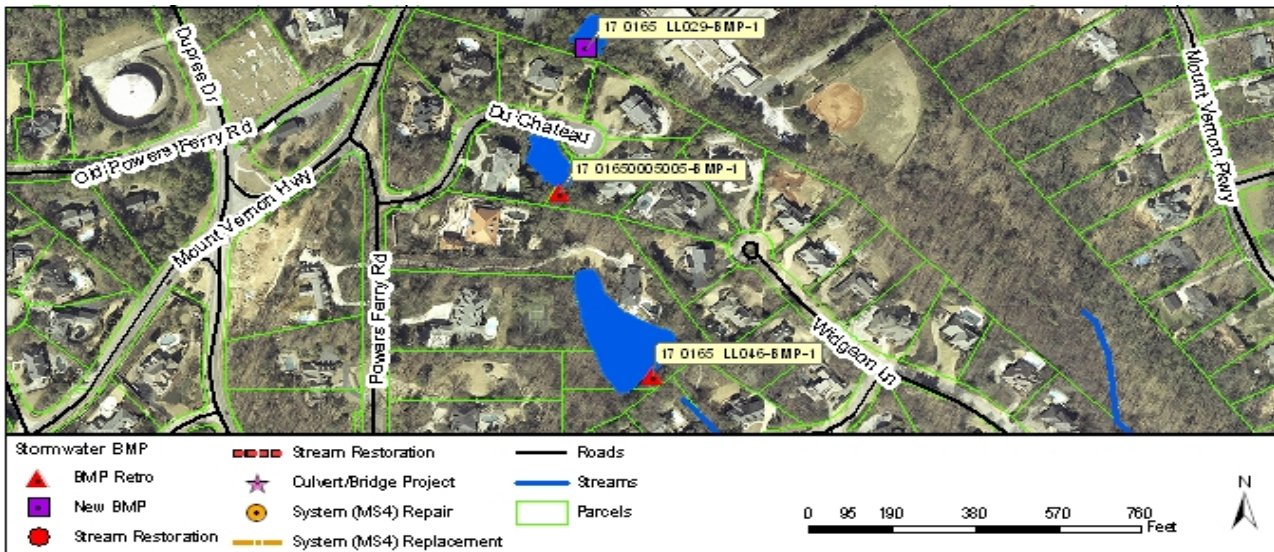 17 0165 LL029-BMP-1
Dupree Dr
Du Chateau
Mount Vernon Pkwy
Old Powers Ferry Rd
17 01650005005-BMP-1
Mount Vernon Hwy
Powers Ferry Rd
Widgeon Ln
17 0165 LL046-BMP-1
Stormwater BMP
BMP Retro
New BMP
Stream Restoration
Stream Restoration
Culvert/Bridge Project
System (MS4) Repair
System (MS4) Replacement
Roads
Streams
Parcels
0 95 190 380 570 760
Feet
N